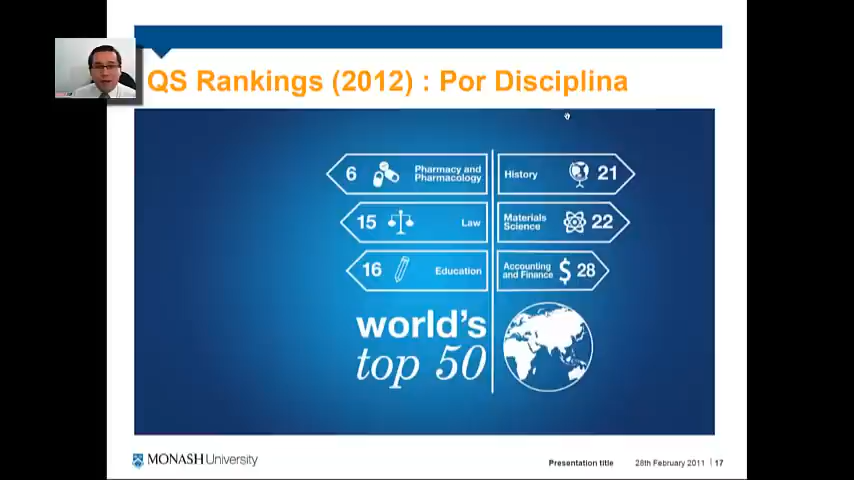 QS Rankings (2012) : Por Disciplina
6 Pharmacy and
Pharmacology
History 21
15 Law
Materials
Science 22
16 Education
Accounting
and Finance $ 28
world's
top 50
MONASH University
Presentation title 28th February 2011 | 17